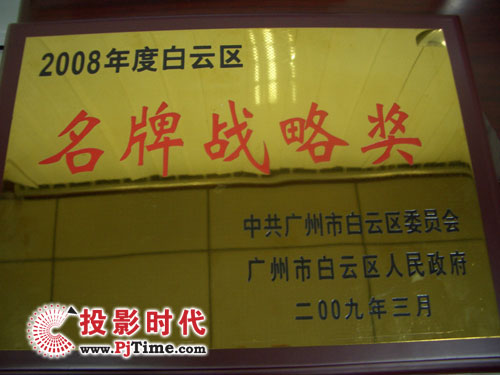 2008年度白云区
名牌战略奖
中共广州市白云区委员会
广州市白云区人民政府
二00九年三月
投影时代
www.PjTime.com